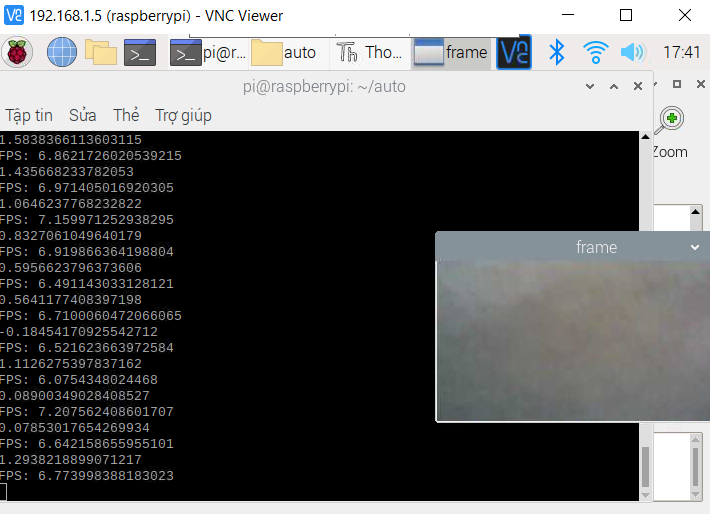 192.168.1.5 (raspberrypi) - VNC Viewer
pi@r... auto Tho... frame 17:41
pi@raspberrypi: ~/auto
Tập tin Sửa Thẻ Trợ giúp
Zoom
1.5838366113603115
FPS: 6.8621726020539215
1.435668233782053
FPS: 6.971405016920305
1.0646237768232822
FPS: 7.159971252938295
0.8327061049640179
FPS: 6.919866364198804
0.5956623796373606
FPS: 6.491143033128121
0.5641177408397198
FPS: 6.7100060472066065
-0.18454170925542712
FPS: 6.521623663972584
1.1126275397837162
FPS: 6.0754348024468
0.08900349028408527
FPS: 7.207562408601707
0.07853017654269934
FPS: 6.642158655955101
1.2938218899071217
FPS: 6.773998388183023
frame